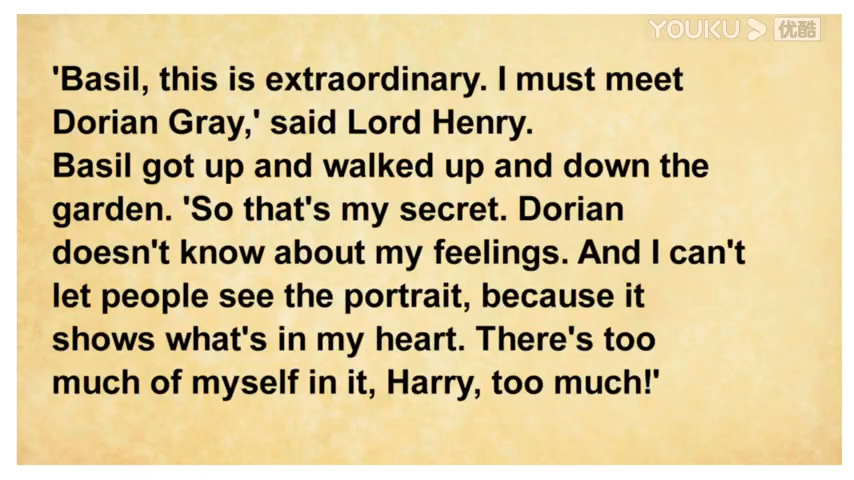 YOUKU 优酷
'Basil, this is extraordinary. I must meet
Dorian Gray,' said Lord Henry.
Basil got up and walked up and down the
garden. 'So that's my secret. Dorian
doesn't know about my feelings. And I can't
let people see the portrait, because it
shows what's in my heart. There's too
much of myself in it, Harry, too much!'